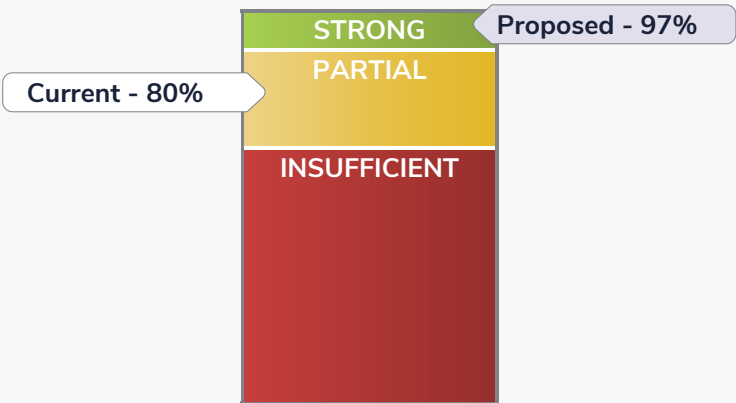 STRONG
Proposed - 97%
PARTIAL
Current - 80%
INSUFFICIENT